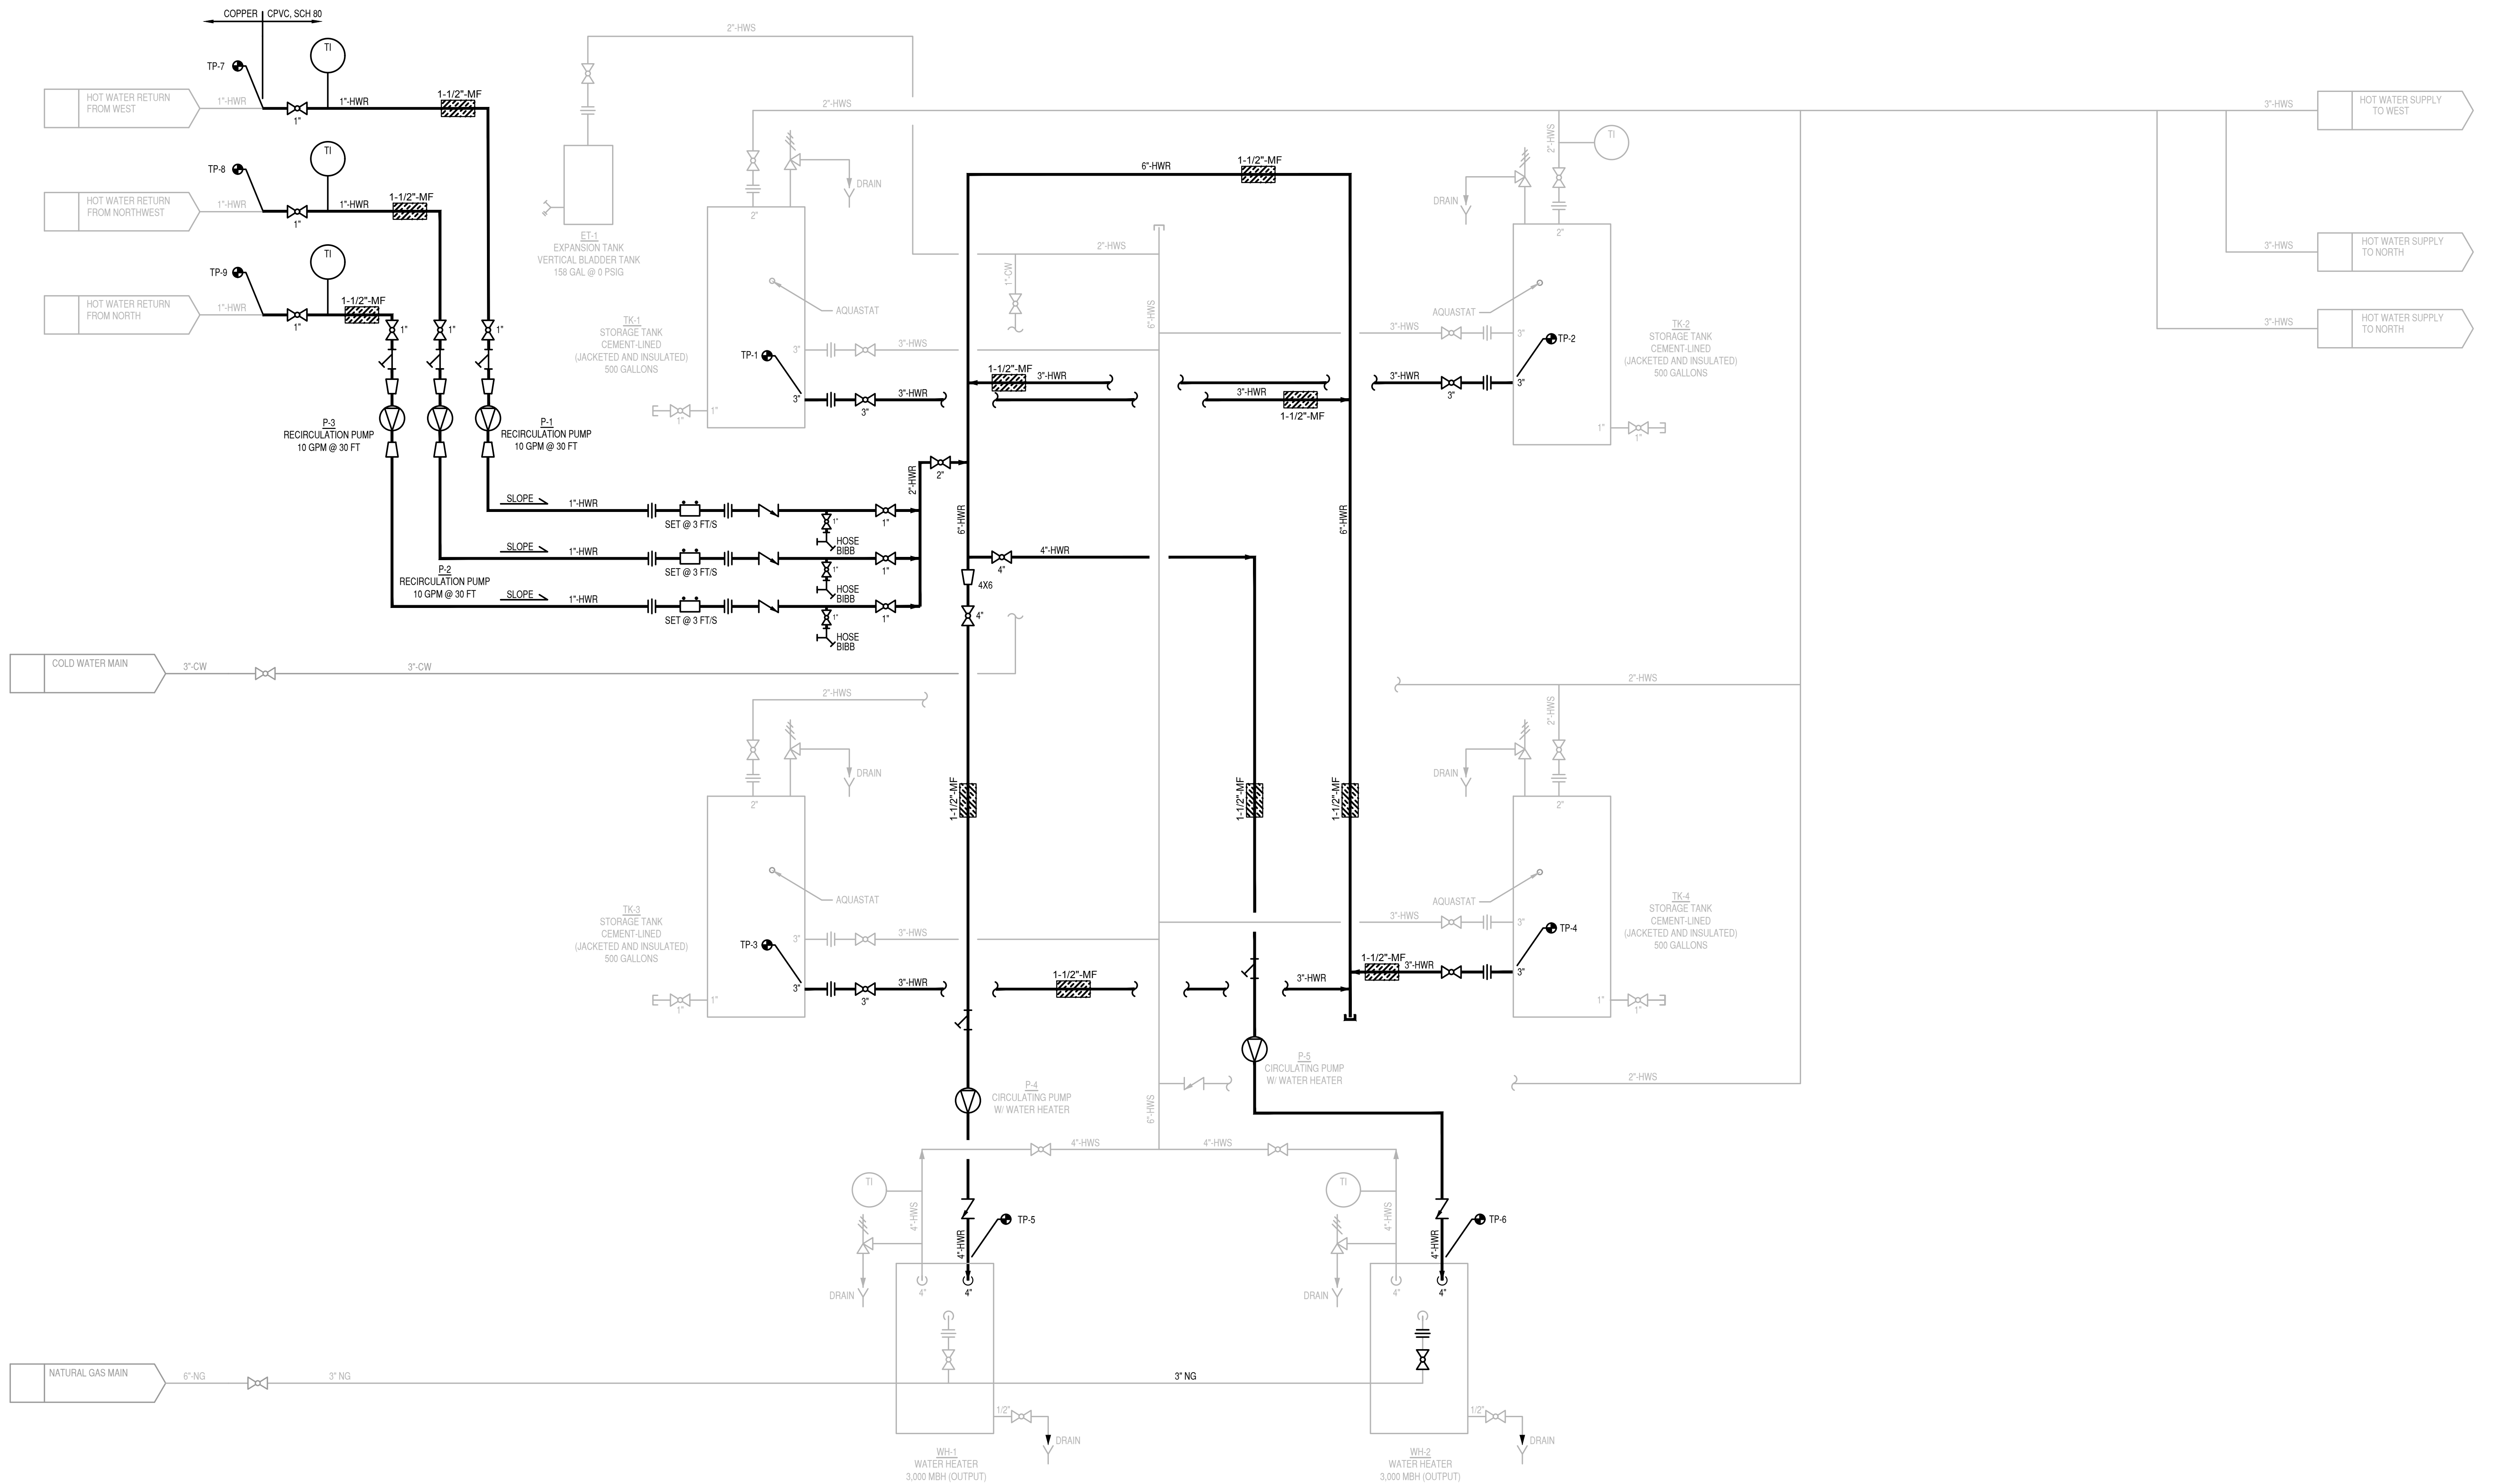 COPPER
CPVC, SCH 80
TI
TP-7
HOT WATER RETURN
FROM WEST
1"-HWR
1"
1"-HWR
1-1/2"-MF
TI
TP-8
HOT WATER RETURN
FROM NORTHWEST
1"-HWR
1"
1"-HWR
1-1/2"-MF
TI
TP-9
HOT WATER RETURN
FROM NORTH
1"-HWR
1"
1-1/2"-MF
1"
1"
1"
P-3
RECIRCULATION PUMP
10 GPM @ 30 FT
P-1
RECIRCULATION PUMP
10 GPM @ 30 FT
P-2
RECIRCULATION PUMP
10 GPM @ 30 FT
SLOPE
1"-HWR
SET @ 3 FT/S
1"
HOSE
BIBB
1"
SLOPE
1"-HWR
SET @ 3 FT/S
1"
HOSE
BIBB
1"
SLOPE
1"-HWR
SET @ 3 FT/S
1"
HOSE
BIBB
1"
2"-HWR
2"
2"-HWS
ET-1
EXPANSION TANK
VERTICAL BLADDER TANK
158 GAL @ 0 PSIG
2"-HWS
DRAIN
2"
AQUASTAT
TK-1
STORAGE TANK
CEMENT-LINED
(JACKETED AND INSULATED)
500 GALLONS
TP-1
3"
3"-HWS
3"
3"
3"-HWR
1"
1"
6"-HWR
1-1/2"-MF
2"-HWS
1"-CW
6"-HWS
1-1/2"-MF
3"-HWR
3"-HWR
1-1/2"-MF
6"-HWR
6"-HWR
4"
4"-HWR
4X6
4"
2"-HWS
TI
DRAIN
2"
AQUASTAT
3"-HWS
3"
TP-2
3"-HWR
3"
3"
TK-2
STORAGE TANK
CEMENT-LINED
(JACKETED AND INSULATED)
500 GALLONS
1"
1"
3"-HWS
HOT WATER SUPPLY
TO WEST
3"-HWS
HOT WATER SUPPLY
TO NORTH
3"-HWS
HOT WATER SUPPLY
TO NORTH
COLD WATER MAIN
3"-CW
3"-CW
2"-HWS
DRAIN
2"
AQUASTAT
TK-3
STORAGE TANK
CEMENT-LINED
(JACKETED AND INSULATED)
500 GALLONS
TP-3
3"
3"-HWS
3"
3"
3"-HWR
1"
1"
1-1/2"-MF
1-1/2"-MF
1-1/2"-MF
1-1/2"-MF
3"-HWR
2"-HWS
2"-HWS
DRAIN
2"
AQUASTAT
3"-HWS
3"
TP-4
1-1/2"-MF
3"-HWR
3"
TK-4
STORAGE TANK
CEMENT-LINED
(JACKETED AND INSULATED)
500 GALLONS
1"
1"
2"-HWS
P-4
CIRCULATING PUMP
W/ WATER HEATER
P-5
CIRCULATING PUMP
W/ WATER HEATER
6"-HWS
4"-HWS
4"-HWS
TI
4"-HWS
TP-5
4"-HWR
DRAIN
4"
4"
TI
4"-HWS
TP-6
4"-HWR
DRAIN
4"
4"
NATURAL GAS MAIN
6"-NG
3" NG
3" NG
1/2"
DRAIN
1/2"
DRAIN
WH-1
WATER HEATER
3,000 MBH (OUTPUT)
WH-2
WATER HEATER
3,000 MBH (OUTPUT)